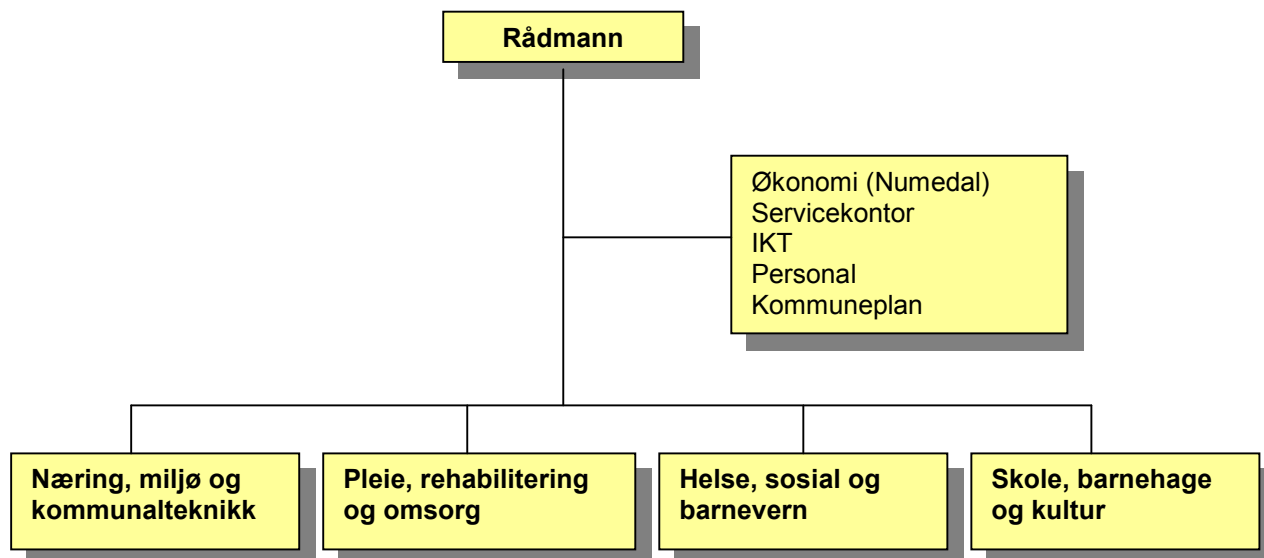 Rådmann
Økonomi (Numedal)
Servicekontor
IKT
Personal
Kommuneplan
Næring, miljø og
kommunalteknikk
Pleie, rehabilitering
og omsorg
Helse, sosial og
barnevern
Skole, barnehage
og kultur